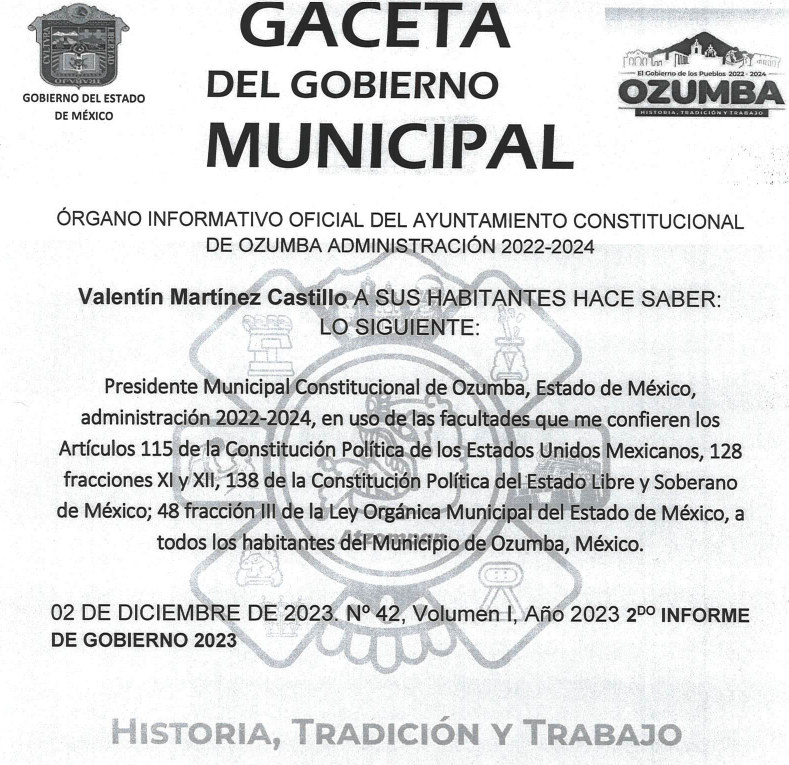 GACETA
DEL GOBIERNO
MUNICIPAL
GOBIERNO DEL ESTADO
DE MÉXICO
El Gobierno de los Pueblos 2022 - 2024
OZUMBA
HISTORIA, TRADICIÓN Y TRABAJO
ÓRGANO INFORMATIVO OFICIAL DEL AYUNTAMIENTO CONSTITUCIONAL
DE OZUMBA ADMINISTRACIÓN 2022-2024
Valentín Martínez Castillo A SUS HABITANTES HACE SABER:
LO SIGUIENTE:
Presidente Municipal Constitucional de Ozumba, Estado de México,
administración 2022-2024, en uso de las facultades que me confieren los
Artículos 115 de la Constitución Política de los Estados Unidos Mexicanos, 128
fracciones XI y XII, 138 de la Constitución Política del Estado Libre y Soberano
de México; 48 fracción III de la Ley Orgánica Municipal del Estado de México, a
todos los habitantes del Municipio de Ozumba, México.
02 DE DICIEMBRE DE 2023. Nº 42, Volumen I, Año 2023 2DO INFORME
DE GOBIERNO 2023
HISTORIA, TRADICIÓN Y TRABAJO